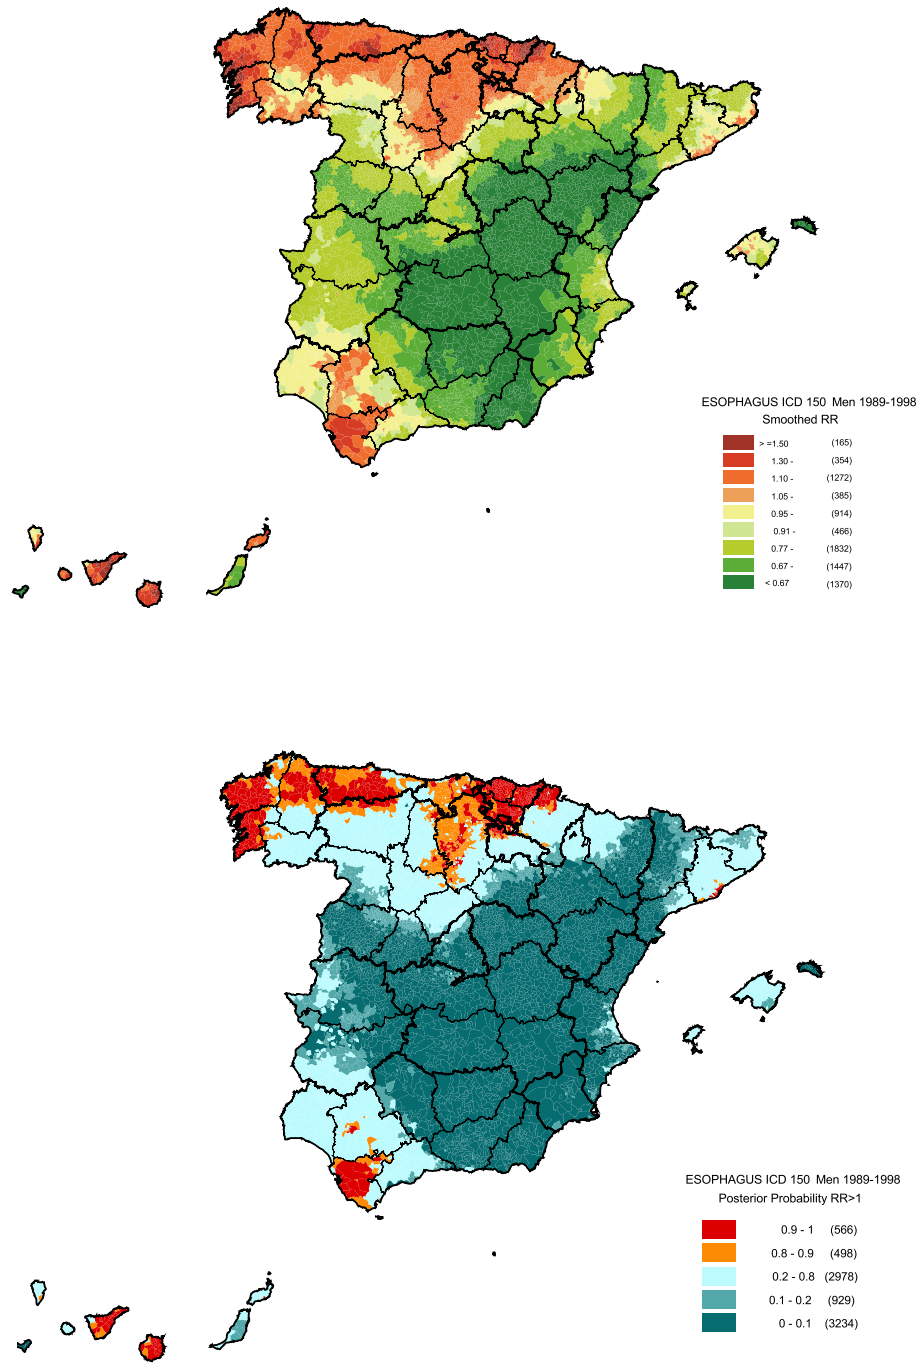 ESOPHAGUS ICD 150 Men 1989-1998
Smoothed RR
> =1.50 (165)
1.30 - (354)
1.10 - (1272)
1.05 - (385)
0.95 - (914)
0.91 - (466)
0.77 - (1832)
0.67 - (1447)
< 0.67 (1370)
ESOPHAGUS ICD 150 Men 1989-1998
Posterior Probability RR>1
0.9 - 1 (566)
0.8 - 0.9 (498)
0.2 - 0.8 (2978)
0.1 - 0.2 (929)
0 - 0.1 (3234)